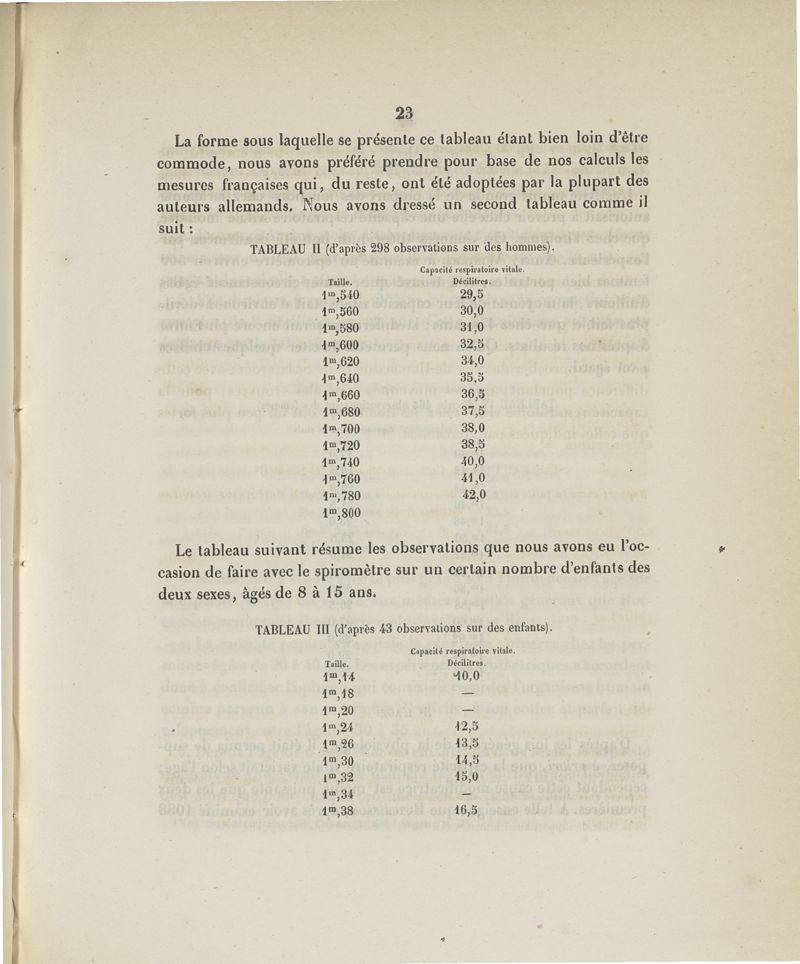 23
La forme sous laquelle se présente ce tableau étant bien loin d'être
commode, nous avons préféré prendre pour base de nos calculs les
mesures françaises qui, du reste, ont été adoptées par la plupart des
auteurs allemands. Nous avons dressé un second tableau comme il
suit :
TABLEAU II (d'après 298 observations sur des hommes).
Capacité respiratoire vitale.
Taille. Décilitres.
1m,540 29,5
1m,560 30,0
1m,580 31,0
1m,600 32,5
1m,620 34,0
1m,640 35,5
1m,660 36,5
1m,680 37,5
1m,700 38,0
1m,720 38,5
1m,740 40,0
1m,760 41,0
1m,780 42,0
1m,800
Le tableau suivant résume les observations que nous avons eu l'oc-
casion de faire avec le spiromètre sur un certain nombre d'enfants des
deux sexes, âgés de 8 à 15 ans.
TABLEAU III (d'après 43 observations sur des enfants).
Capacité respiratoire vitale.
Taille. Décilitres.
1m,14 10,0
1m,18 —
1m,20 —
1m,24 12,5
1m,26 13,5
1m,30 14,5
1m,32 15,0
1m,34 —
1m,38 16,5